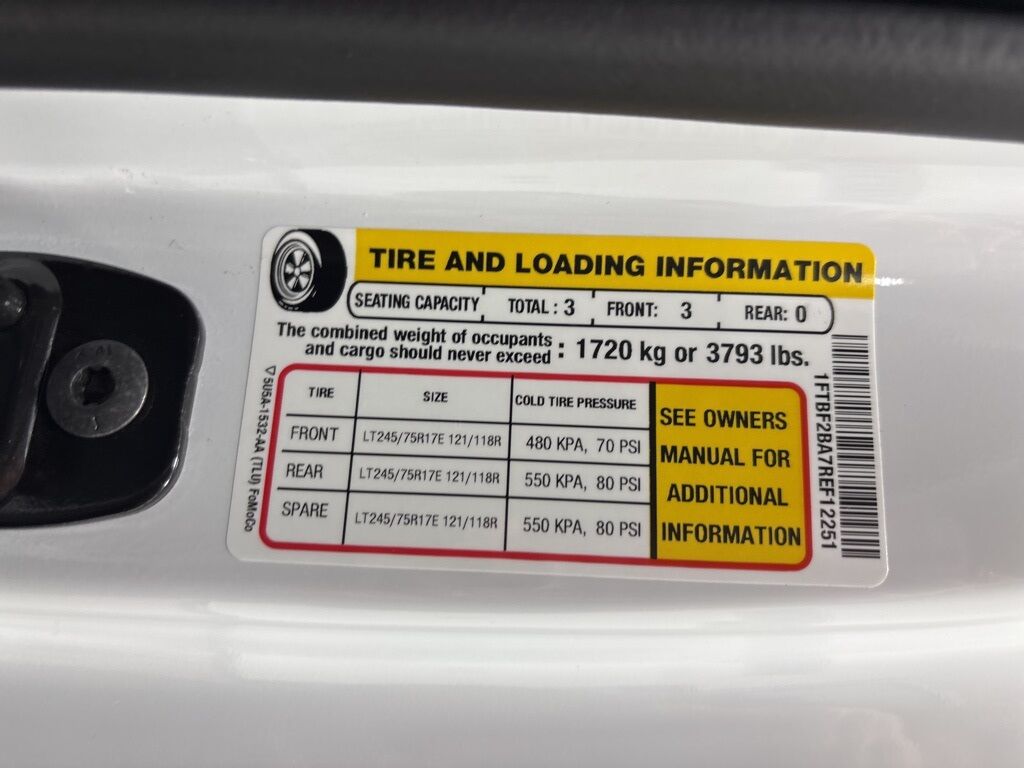 TIRE AND LOADING INFORMATION
SEATING CAPACITY TOTAL : 3 FRONT: 3 REAR: 0
The combined weight of occupants
and cargo should never exceed : 1720 kg or 3793 lbs.
TIRE SIZE COLD TIRE PRESSURE
FRONT LT245/75R17E 121/118R 480 KPA, 70 PSI
REAR LT245/75R17E 121/118R 550 KPA, 80 PSI
SPARE LT245/75R17E 121/118R 550 KPA, 80 PSI
SEE OWNERS
MANUAL FOR
ADDITIONAL
INFORMATION
1FTBF2BA7REF12251
▽5U5A-1532-AA (TLU) FoMoCo